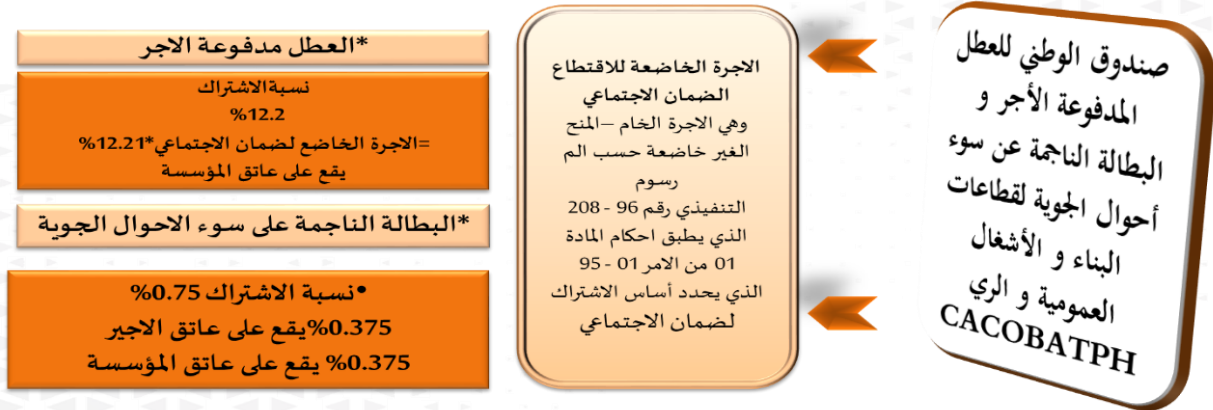 صندوق الوطني للعطل
المدفوعة الأجر و
البطالة الناجمة عن سوء
أحوال الجوية لقطاعات
البناء و الأشغال
العمومية و الري
CACOBATPH
الاجرة الخاضعة للاقتطاع
الضمان الاجتماعي
وهي الاجرة الخام –المنح
الغير خاضعة حسب الم
رسوم
التنفيذي رقم 96 - 208
الذي يطبق احكام المادة
01 من الامر 01 - 95
الذي يحدد أساس الاشتراك
لضمان الاجتماعي
*العطل مدفوعة الاجر
نسبةالاشتراك
%12.2
=الاجرة الخاضع لضمان الاجتماعي*12.21%
يقع على عاتق المؤسسة
*البطالة الناجمة على سوء الاحوال الجوية
•نسبة الاشتراك 0.75%
0.375%يقع على عاتق الاجير
0.375% يقع على عاتق المؤسسة